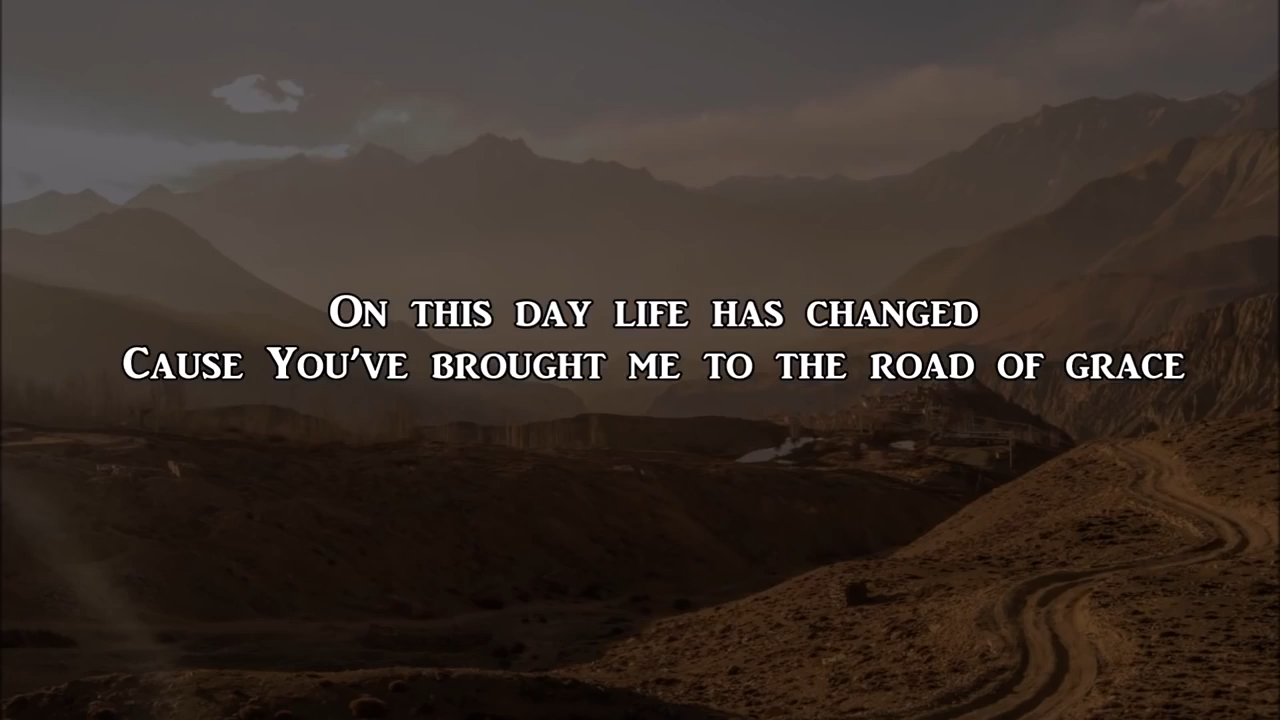 On this day life has changed
Cause You've brought me to the road of grace